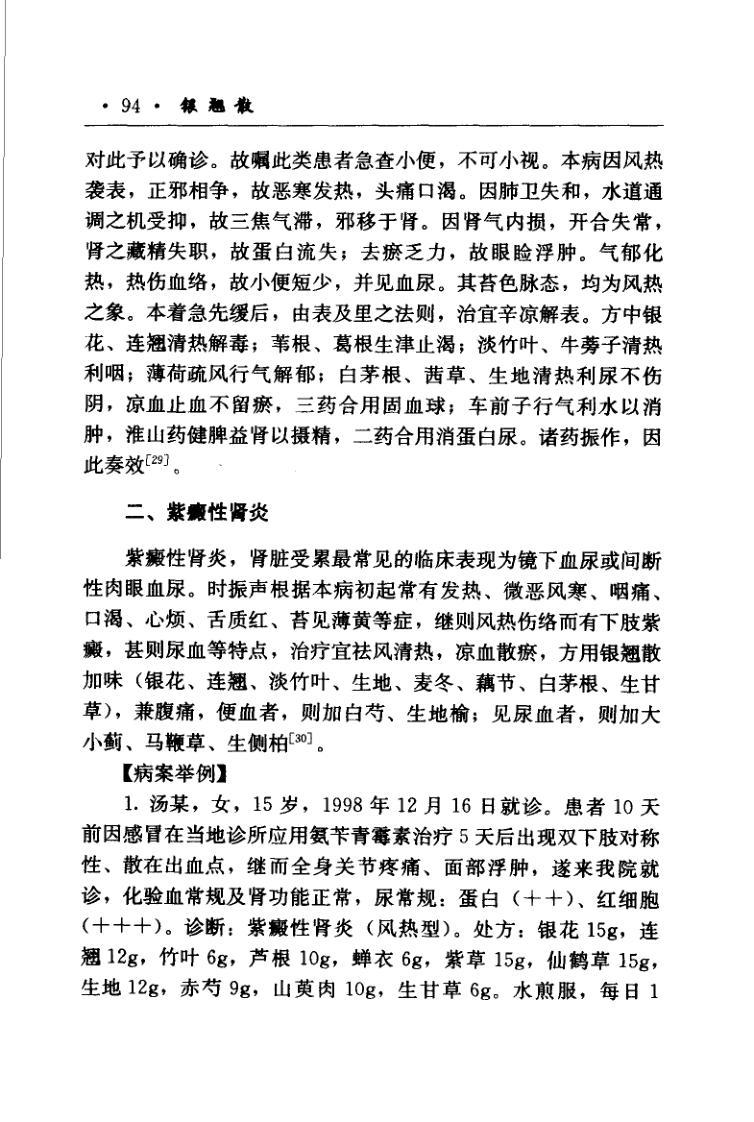 · 94 · 银翘散
对此予以确诊。故嘱此类患者急查小便，不可小视。本病因风热
袭表，正邪相争，故恶寒发热，头痛口渴。因肺卫失和，水道通
调之机受抑，故三焦气滞，邪移于肾。因肾气内损，开合失常，
肾之藏精失职，故蛋白流失；去瘀乏力，故眼睑浮肿。气郁化
热，热伤血络，故小便短少，并见血尿。其苔色脉态，均为风热
之象。本着急先缓后，由表及里之法则，治宜辛凉解表。方中银
花、连翘清热解毒；苇根、葛根生津止渴；淡竹叶、牛蒡子清热
利咽；薄荷疏风行气解郁；白茅根、茜草、生地清热利尿不伤
阴，凉血止血不留瘀，三药合用固血球；车前子行气利水以消
肿，淮山药健脾益肾以摄精，二药合用消蛋白尿。诸药振作，因
此奏效[29]。
二、紫癜性肾炎
紫癜性肾炎，肾脏受累最常见的临床表现为镜下血尿或间断
性肉眼血尿。时振声根据本病初起常有发热、微恶风寒、咽痛、
口渴、心烦、舌质红、苔见薄黄等症，继则风热伤络而有下肢紫
癜，甚则尿血等特点，治疗宜祛风清热，凉血散瘀，方用银翘散
加味（银花、连翘、淡竹叶、生地、麦冬、藕节、白茅根、生甘
草），兼腹痛，便血者，则加白芍、生地榆；见尿血者，则加大
小蓟、马鞭草、生侧柏[30]。
【病案举例】
1. 汤某，女，15 岁，1998 年 12 月 16 日就诊。患者 10 天
前因感冒在当地诊所应用氨苄青霉素治疗 5 天后出现双下肢对称
性、散在出血点，继而全身关节疼痛、面部浮肿，遂来我院就
诊，化验血常规及肾功能正常，尿常规：蛋白（＋＋）、红细胞
（＋＋＋）。诊断：紫癜性肾炎（风热型）。处方：银花 15g，连
翘 12g，竹叶 6g，芦根 10g，蝉衣 6g，紫草 15g，仙鹤草 15g，
生地 12g，赤芍 9g，山萸肉 10g，生甘草 6g。水煎服，每日 1